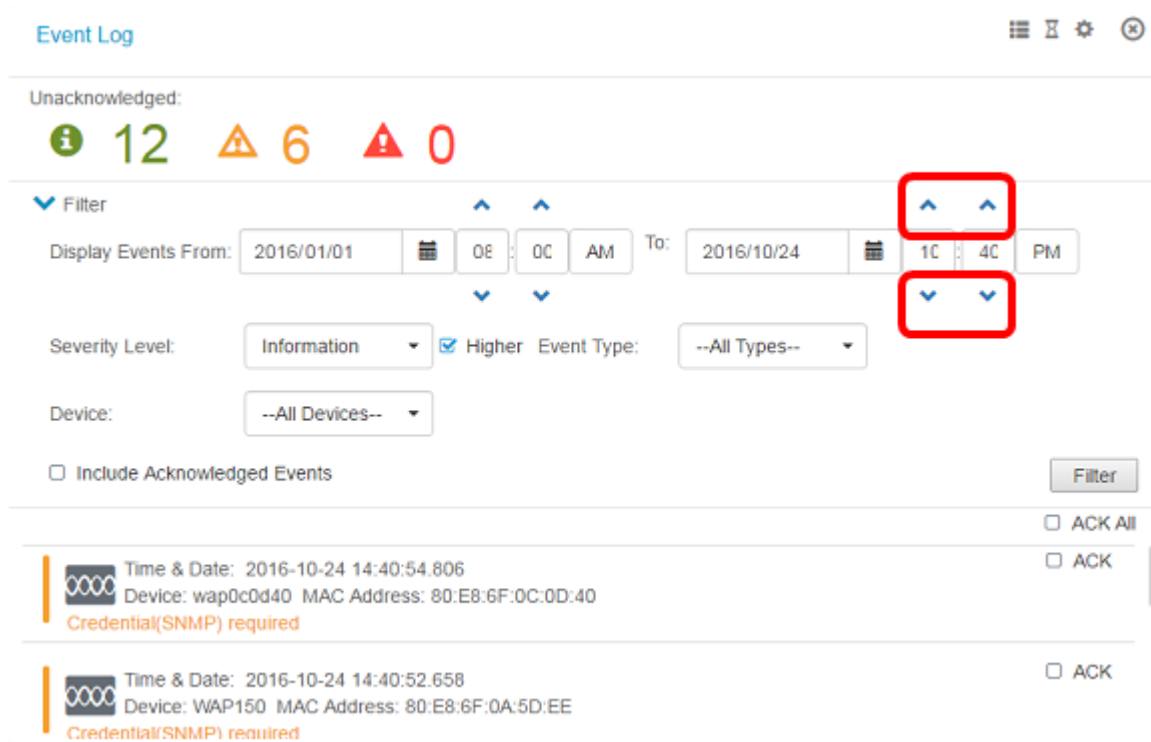 Event Log
Unacknowledged:
12 6 0
Filter
Display Events From: 2016/01/01 08 : 00 AM To: 2016/10/24 10 : 40 PM
Severity Level: Information Higher Event Type: --All Types--
Device: --All Devices--
Include Acknowledged Events Filter
ACK All
Time & Date: 2016-10-24 14:40:54.806 ACK
Device: wap0c0d40 MAC Address: 80:E8:6F:0C:0D:40
Credential(SNMP) required
Time & Date: 2016-10-24 14:40:52.658 ACK
Device: WAP150 MAC Address: 80:E8:6F:0A:5D:EE
Credential(SNMP) required